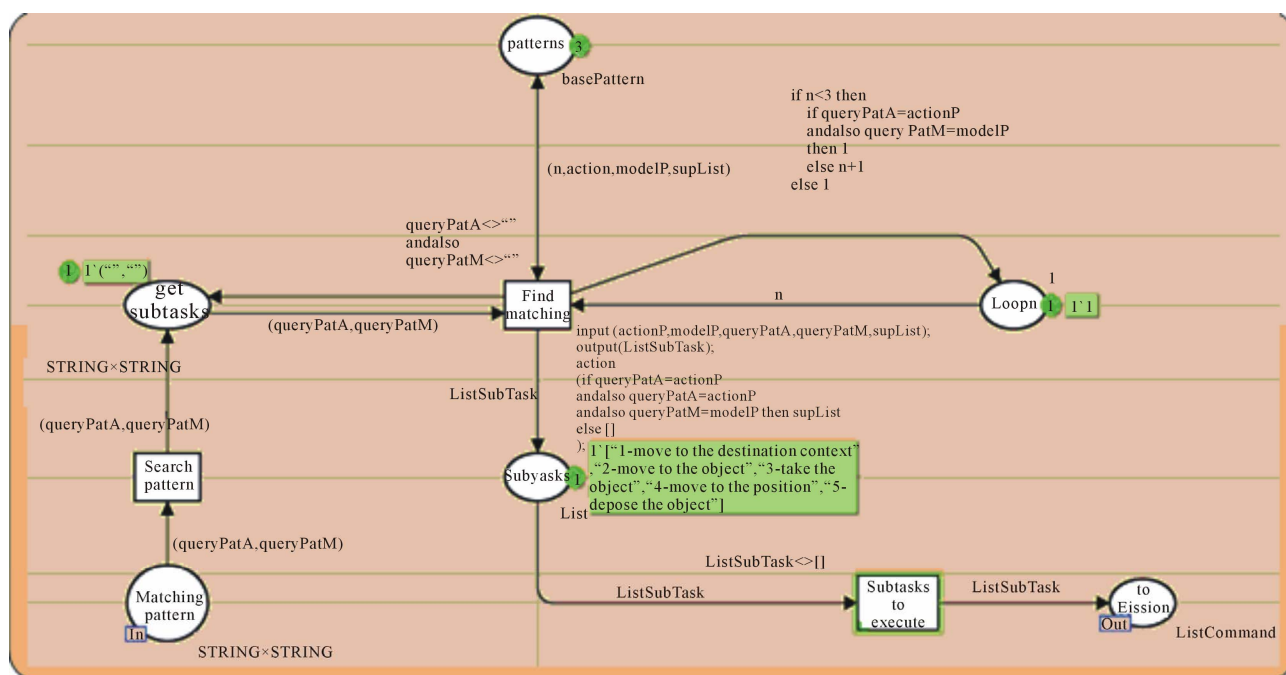 patterns
3
basePattern
if n<3 then
if queryPatA=actionP
andalso query PatM=modelP
then 1
else n+1
else 1
(n,action,modelP,supList)
queryPatA<>“”
andalso
queryPatM<>“”
1
1`(“”,“”)
get
subtasks
(queryPatA,queryPatM)
Find
matching
n
1
Loopn
1
1`1
STRING×STRING
input (actionP,modelP,queryPatA,queryPatM,supList);
output(ListSubTask);
action
(if queryPatA=actionP
andalso queryPatA=actionP
andalso queryPatM=modelP then supList
else []
);
ListSubTask
(queryPatA,queryPatM)
Search
pattern
Subyasks
1
1`[“1-move to the destination context”
,“2-move to the object”,“3-take the
object”,“4-move to the position”,“5-
depose the object”]
List
(queryPatA,queryPatM)
ListSubTask<>[]
ListSubTask
Subtasks
to
execute
ListSubTask
to
Eission
Out
ListCommand
Matching
pattern
In
STRING×STRING